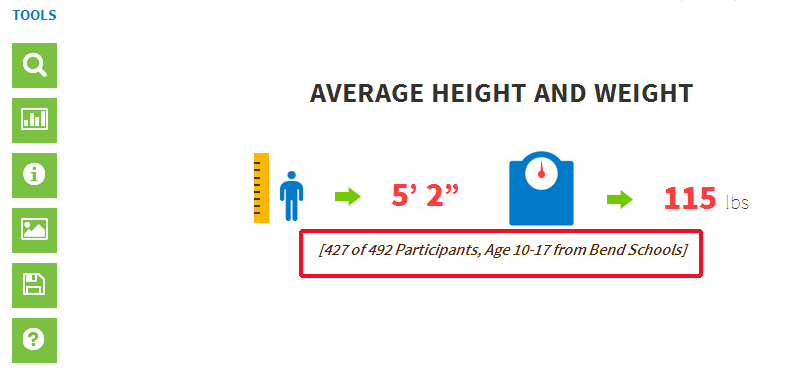 TOOLS
AVERAGE HEIGHT AND WEIGHT
5’ 2” 115 lbs
[427 of 492 Participants, Age 10-17 from Bend Schools]